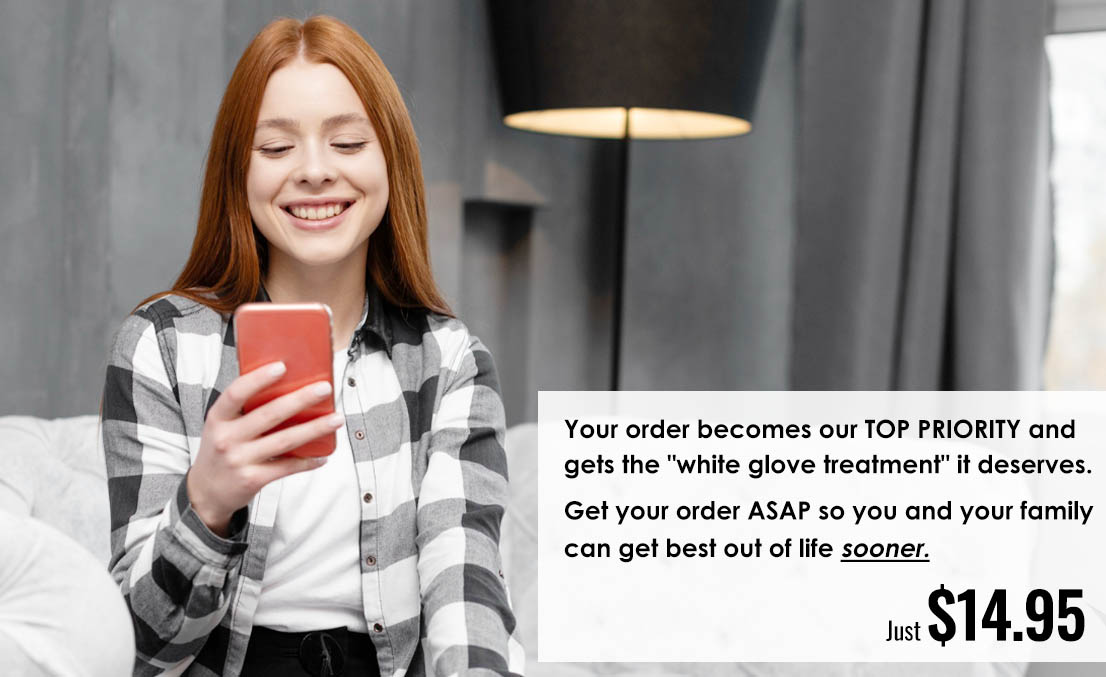 Your order becomes our TOP PRIORITY and
gets the "white glove treatment" it deserves.
Get your order ASAP so you and your family
can get best out of life sooner.
Just $14.95